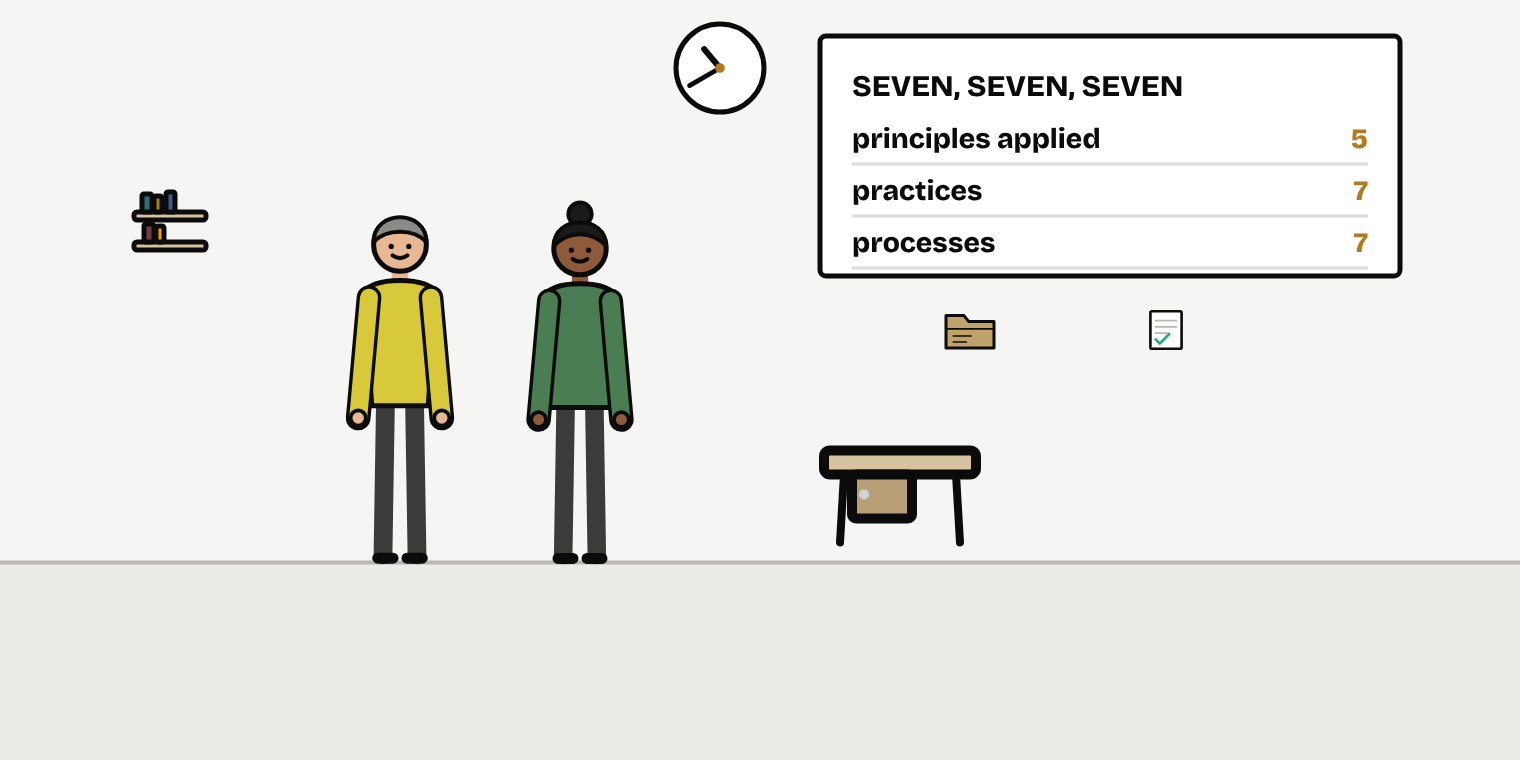 SEVEN, SEVEN, SEVEN
principles applied 5
practices 7
processes 7